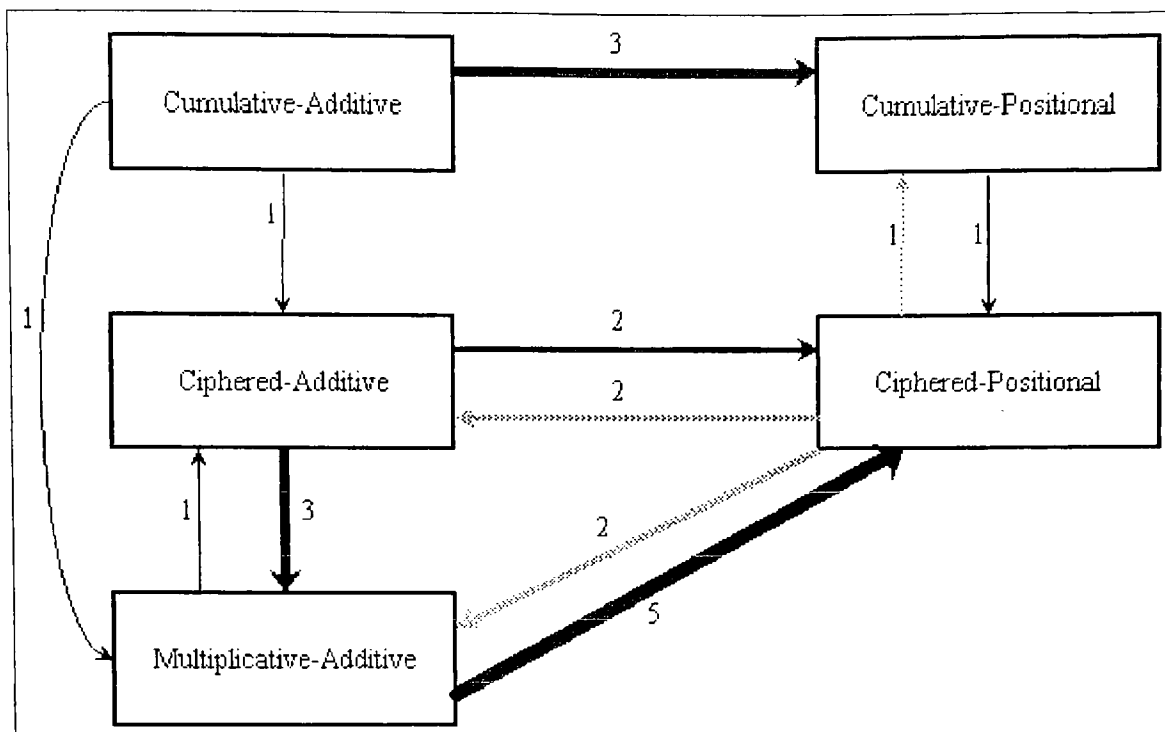 3
Cumulative-Additive
Cumulative-Positional
1
1
1
1
2
Ciphered-Additive
Ciphered-Positional
2
1
3
2
5
Multiplicative-Additive